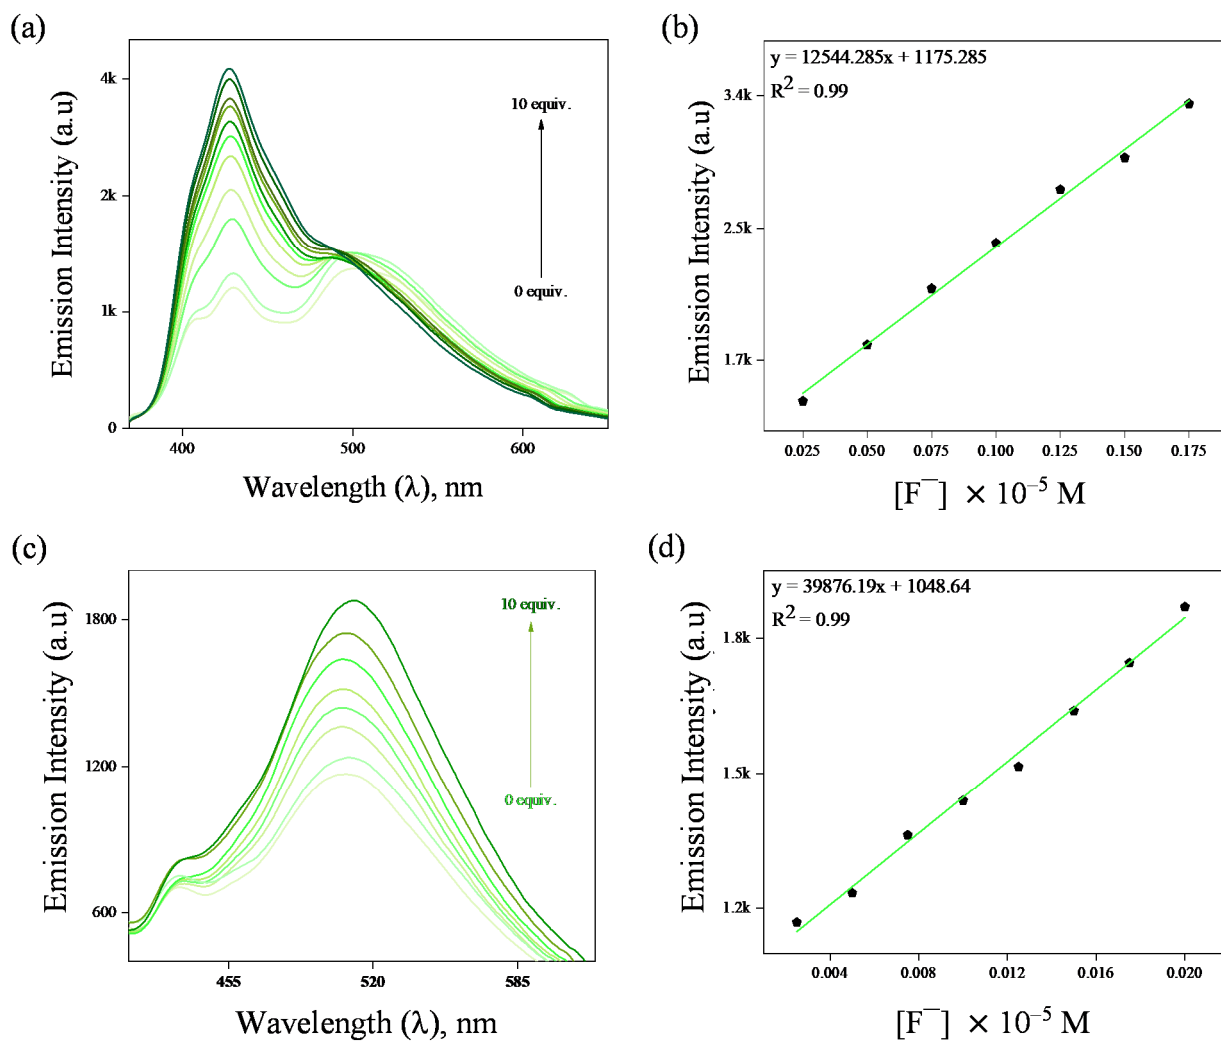 (a)
Emission Intensity (a.u)
4k
2k
1k
0
10 equiv.
0 equiv.
400
500
600
Wavelength (λ), nm
(b)
Emission Intensity (a.u)
y = 12544.285x + 1175.285
R² = 0.99
3.4k
2.5k
1.7k
0.025
0.050
0.075
0.100
0.125
0.150
0.175
[F⁻] × 10⁻⁵ M
(c)
Emission Intensity (a.u)
1800
1200
600
10 equiv.
0 equiv.
455
520
585
Wavelength (λ), nm
(d)
Emission Intensity (a.u)
y = 39876.19x + 1048.64
R² = 0.99
1.8k
1.5k
1.2k
0.004
0.008
0.012
0.016
0.020
[F⁻] × 10⁻⁵ M